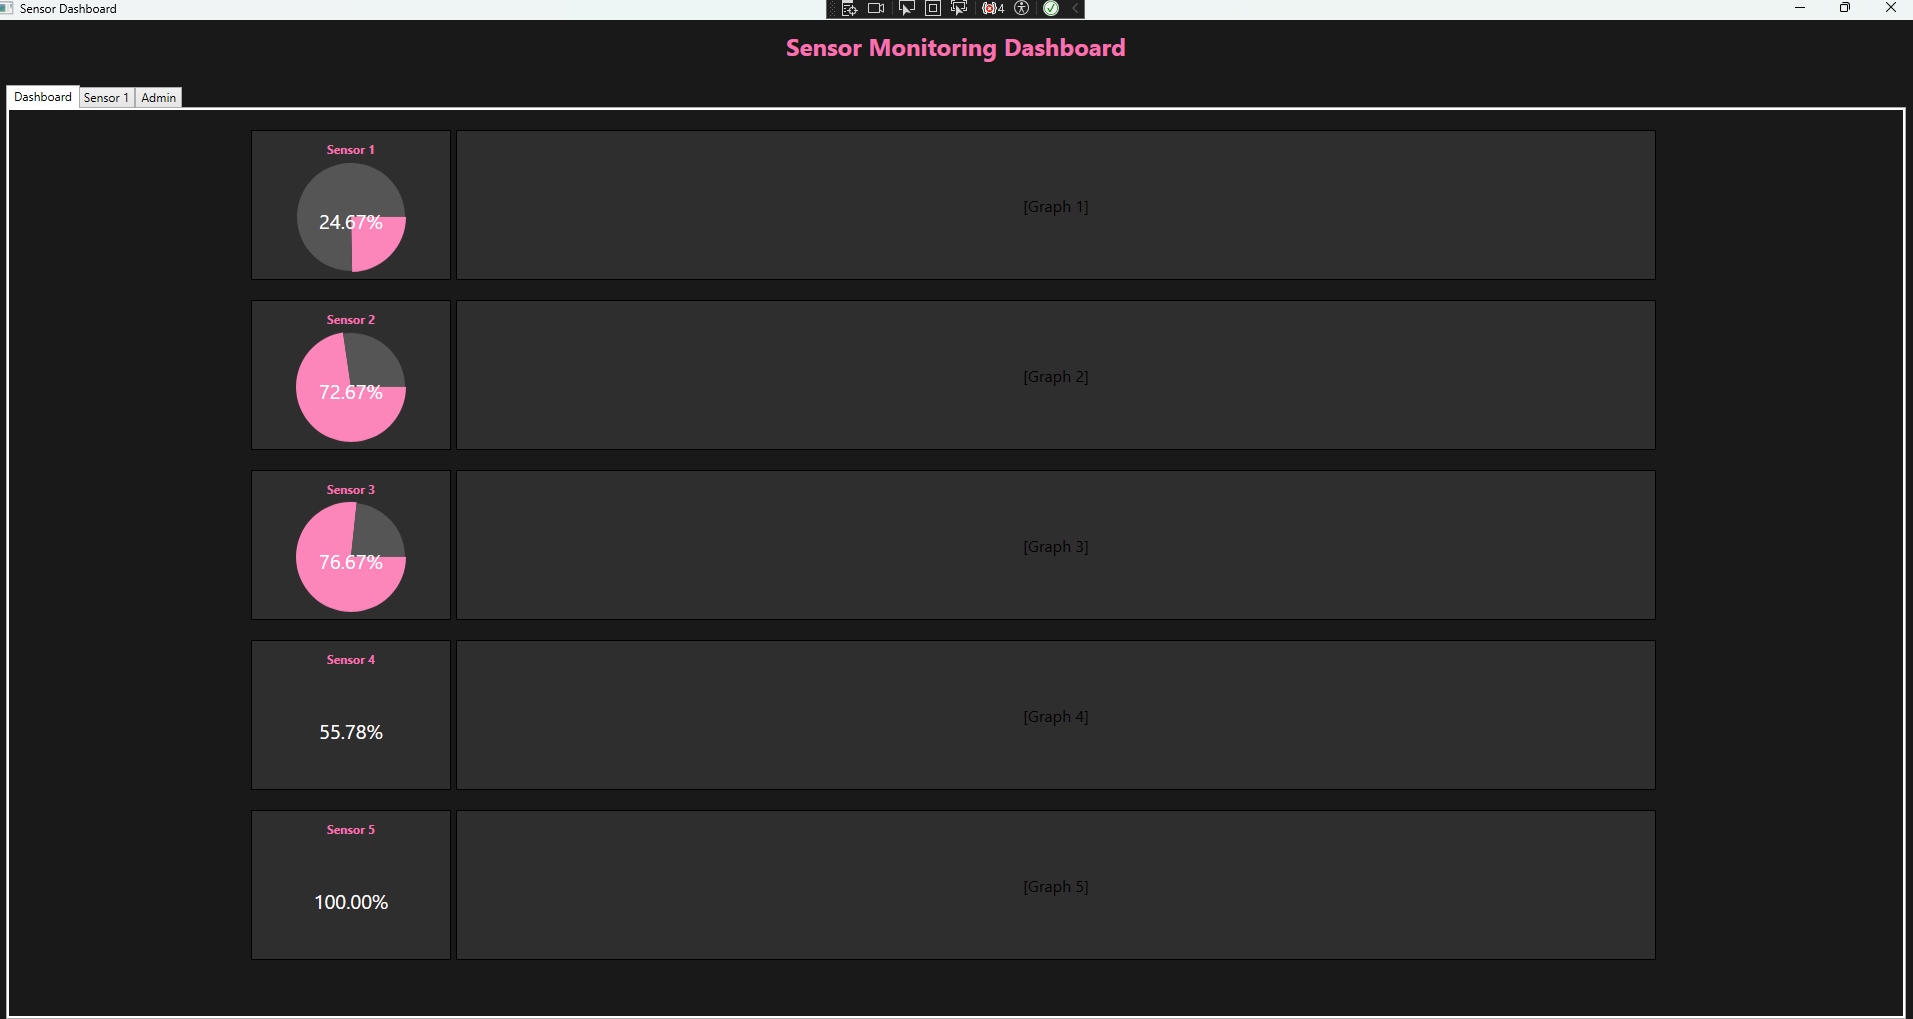 Sensor Dashboard
4
Sensor Monitoring Dashboard
Dashboard
Sensor 1
Admin
Sensor 1
24.67%
[Graph 1]
Sensor 2
72.67%
[Graph 2]
Sensor 3
76.67%
[Graph 3]
Sensor 4
55.78%
[Graph 4]
Sensor 5
100.00%
[Graph 5]